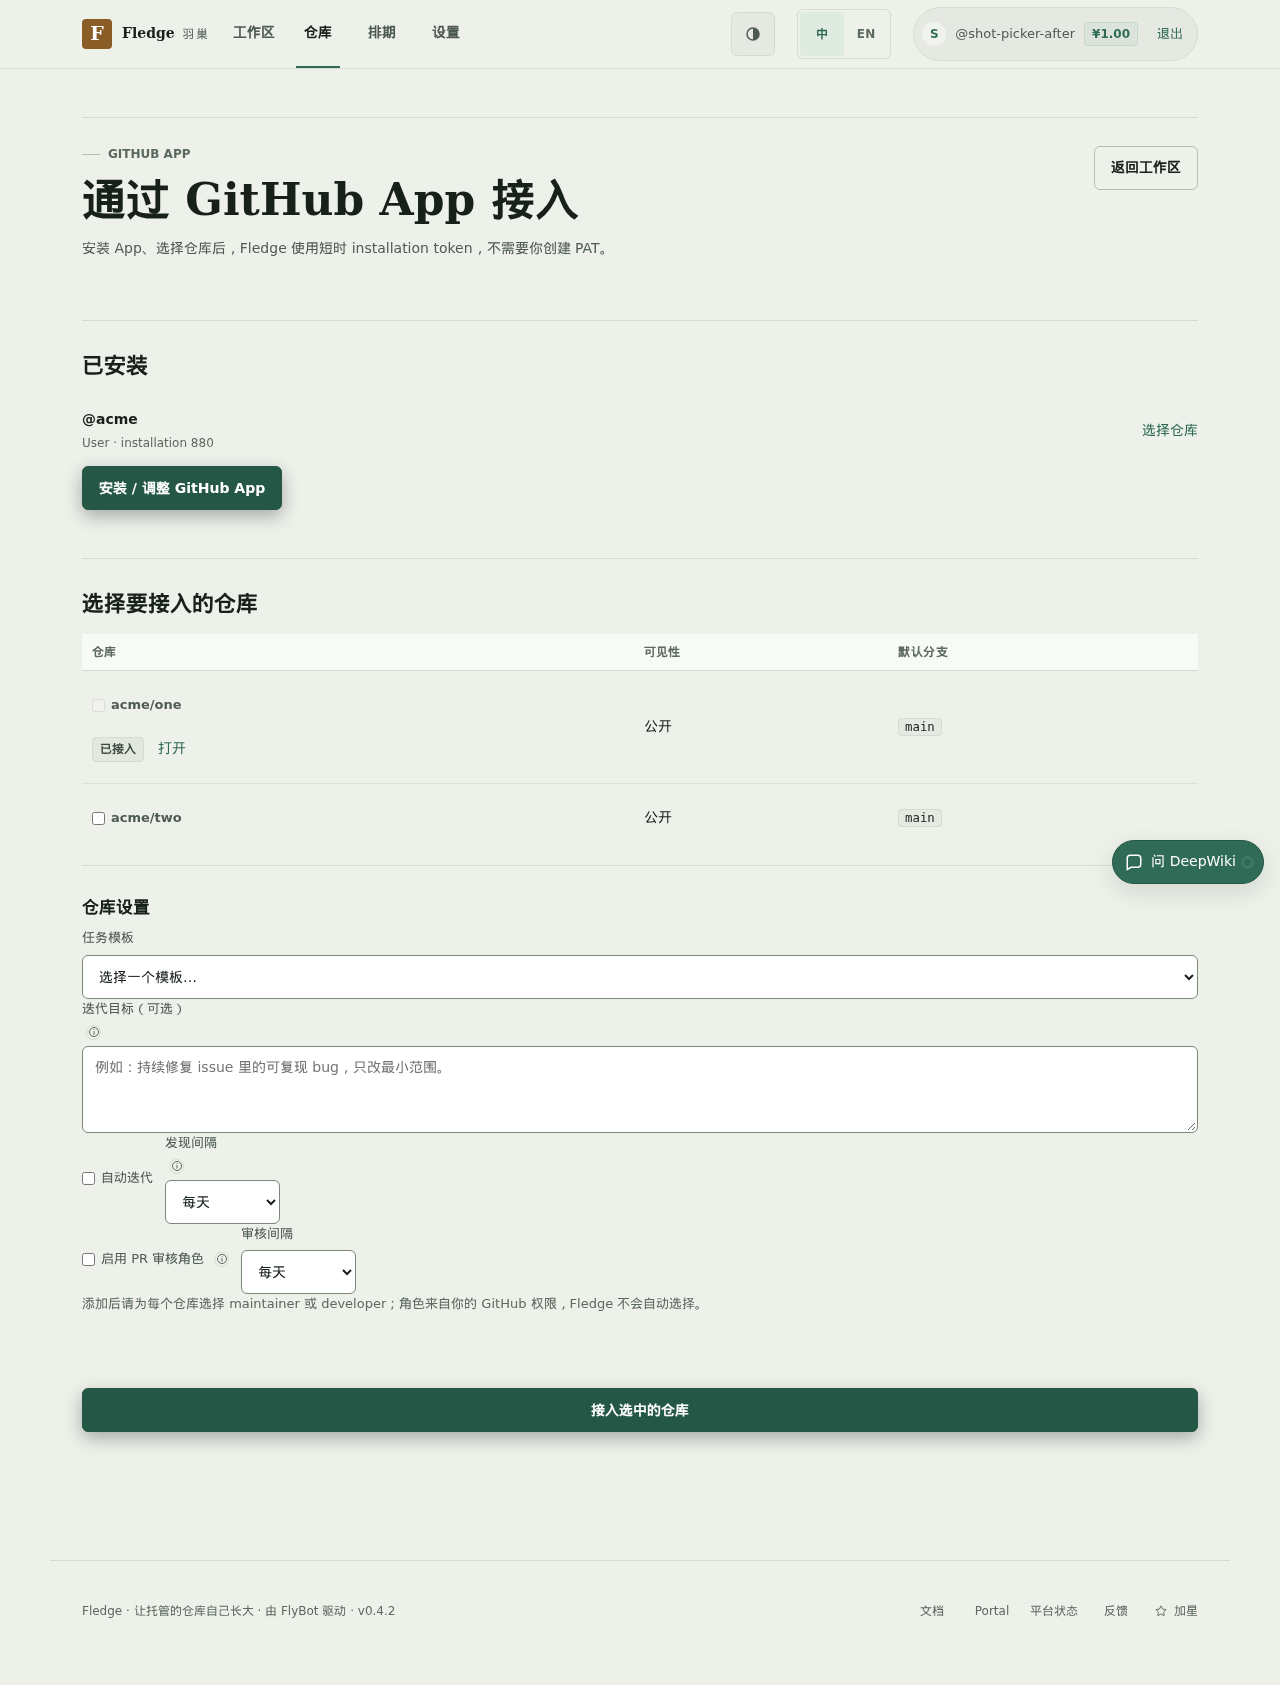 F Fledge 羽巢 工作区 仓库 排期 设置 中 EN S @shot-picker-after ¥1.00 退出
GITHUB APP
返回工作区
通过 GitHub App 接入
安装 App、选择仓库后，Fledge 使用短时 installation token，不需要你创建 PAT。
已安装
@acme
User · installation 880
选择仓库
安装 / 调整 GitHub App
选择要接入的仓库
仓库 可见性 默认分支
acme/one
公开 main
已接入 打开
acme/two 公开 main
问 DeepWiki
仓库设置
任务模板
选择一个模板...
迭代目标（可选）
例如：持续修复 issue 里的可复现 bug，只改最小范围。
发现间隔
自动迭代
每天
审核间隔
启用 PR 审核角色
每天
添加后请为每个仓库选择 maintainer 或 developer；角色来自你的 GitHub 权限，Fledge 不会自动选择。
接入选中的仓库
Fledge · 让托管的仓库自己长大 · 由 FlyBot 驱动 · v0.4.2 文档 Portal 平台状态 反馈 加星